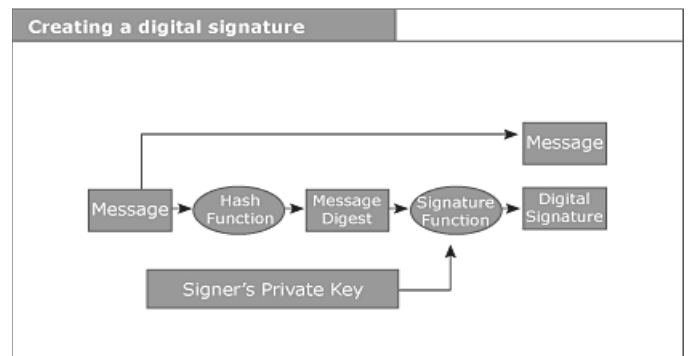 Creating a digital signature
Message
Message
Hash
Function
Message
Digest
Signature
Function
Digital
Signature
Signer's Private Key